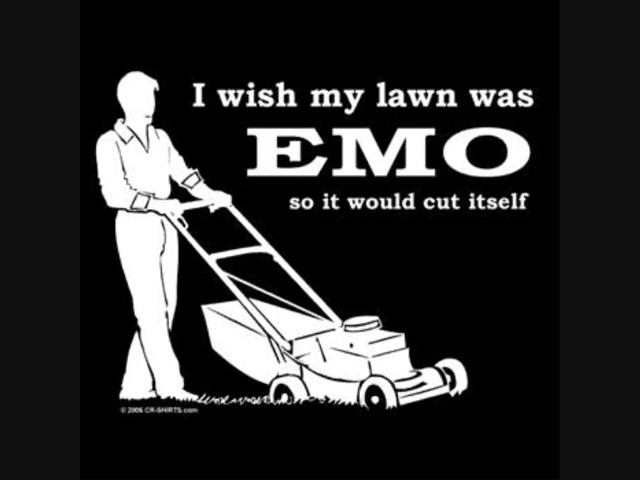 I wish my lawn was
EMO
so it would cut itself
© 2006 CR-SHIRTS.com